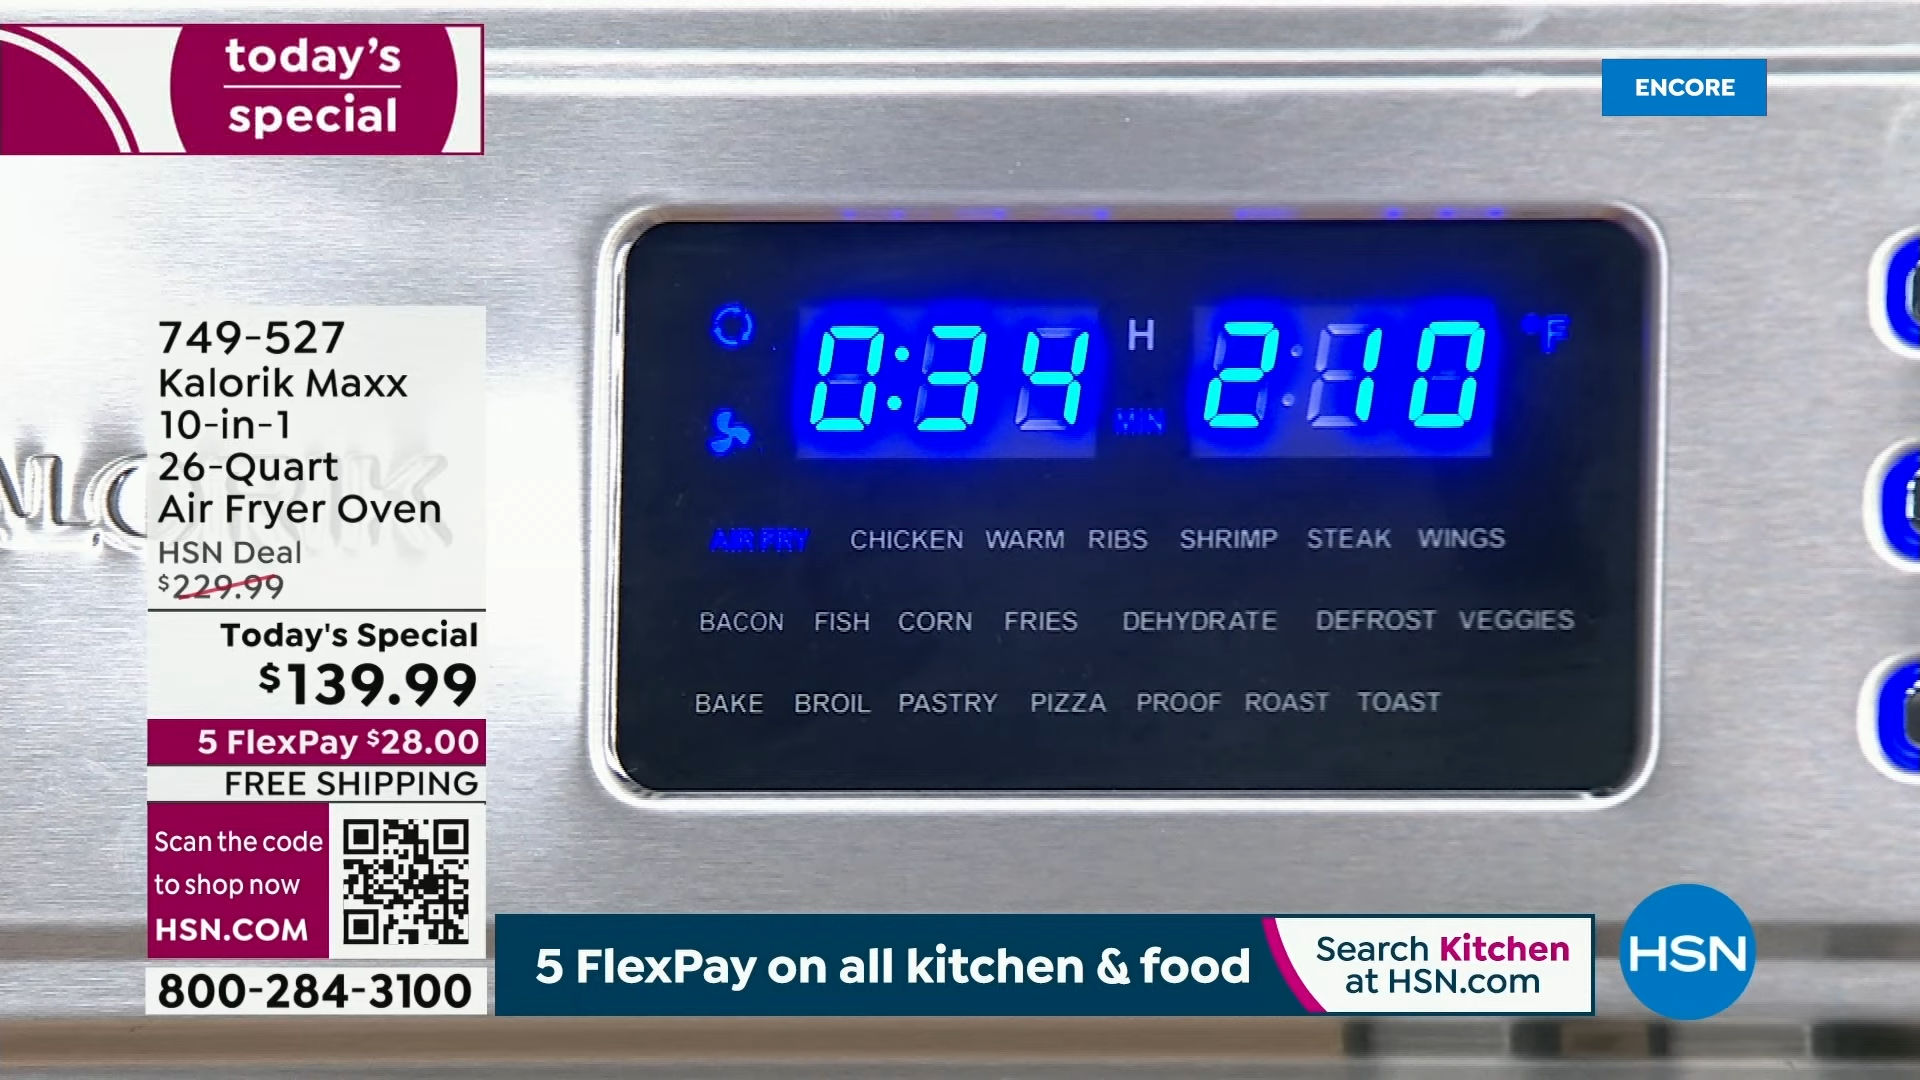 today's
special
ENCORE
0:34 H 210 °F
MIN
AIR FRY CHICKEN WARM RIBS SHRIMP STEAK WINGS
BACON FISH CORN FRIES DEHYDRATE DEFROST VEGGIES
BAKE BROIL PASTRY PIZZA PROOF ROAST TOAST
749-527
Kalorik Maxx
10-in-1
26-Quart
Air Fryer Oven
HSN Deal
$229.99
Today's Special
$139.99
5 FlexPay $28.00
FREE SHIPPING
Scan the code
to shop now
HSN.COM
800-284-3100
5 FlexPay on all kitchen & food
Search Kitchen
at HSN.com
HSN